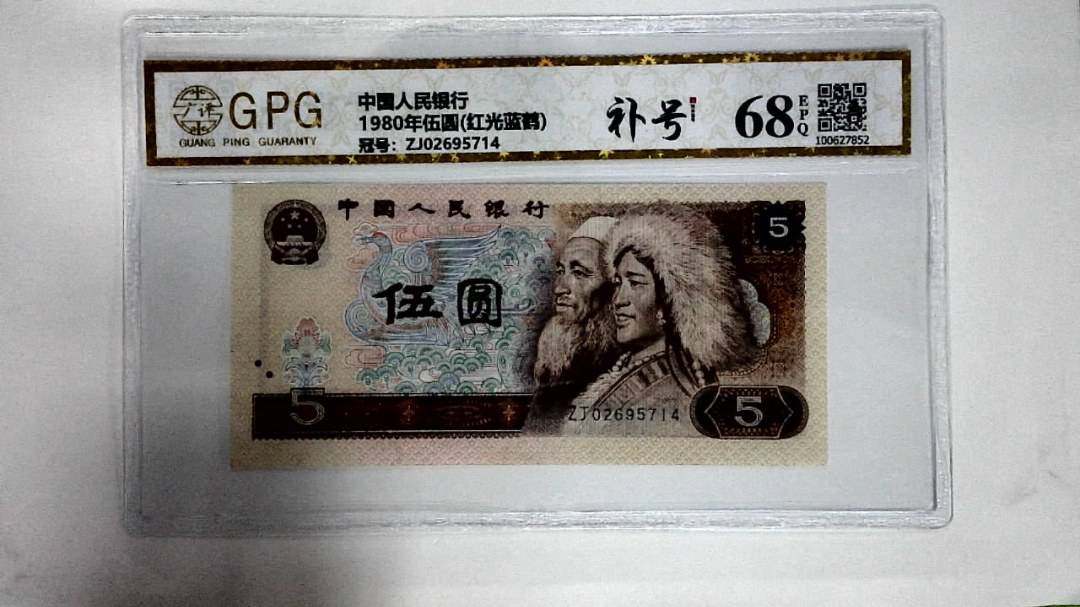 GPG
GUANG PING GUARANTY
中国人民银行
1980年伍圆(红光蓝鹤)
冠号: ZJ02695714
补号
68
EPQ
100627852
中国人民银行
5
伍圆
5
ZJ02695714
5